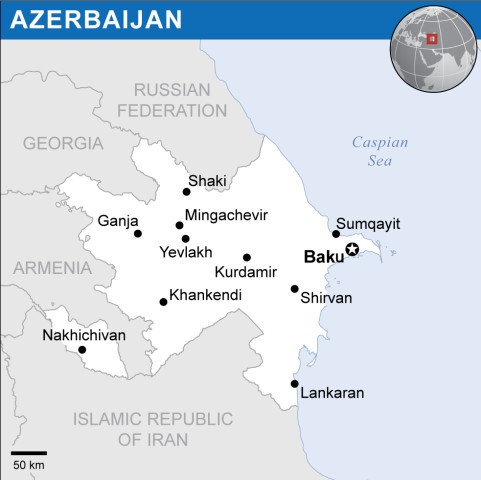 AZERBAIJAN
RUSSIAN
FEDERATION
GEORGIA
Caspian
Sea
Shaki
Ganja
Mingachevir
Sumqayit
Yevlakh
Baku
Kurdamir
ARMENIA
Khankendi
Shirvan
Nakhichivan
Lankaran
ISLAMIC REPUBLIC
OF IRAN
50 km